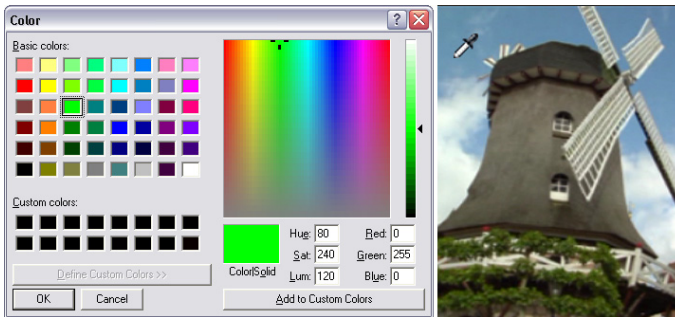 Color
Basic colors:
Custom colors:
Define Custom Colors >>
OK Cancel
Color|Solid
Hue: 80 Red: 0
Sat: 240 Green: 255
Lum: 120 Blue: 0
Add to Custom Colors